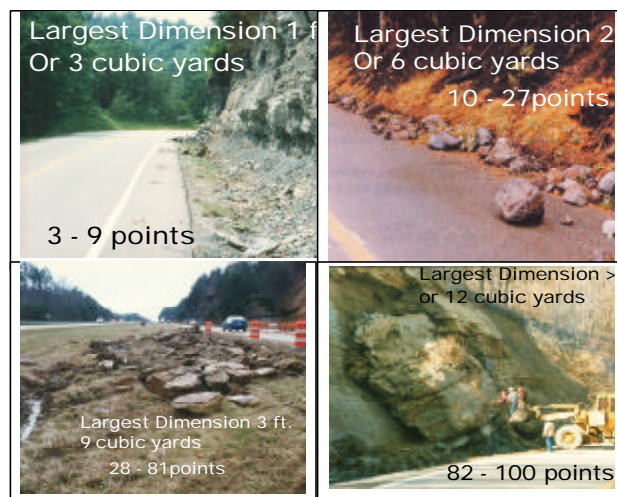 Largest Dimension 1 f
Or 3 cubic yards
3 - 9 points
Largest Dimension 2
Or 6 cubic yards
10 - 27points
Largest Dimension 3 ft.
9 cubic yards
28 - 81points
Largest Dimension >
or 12 cubic yards
82 - 100 points